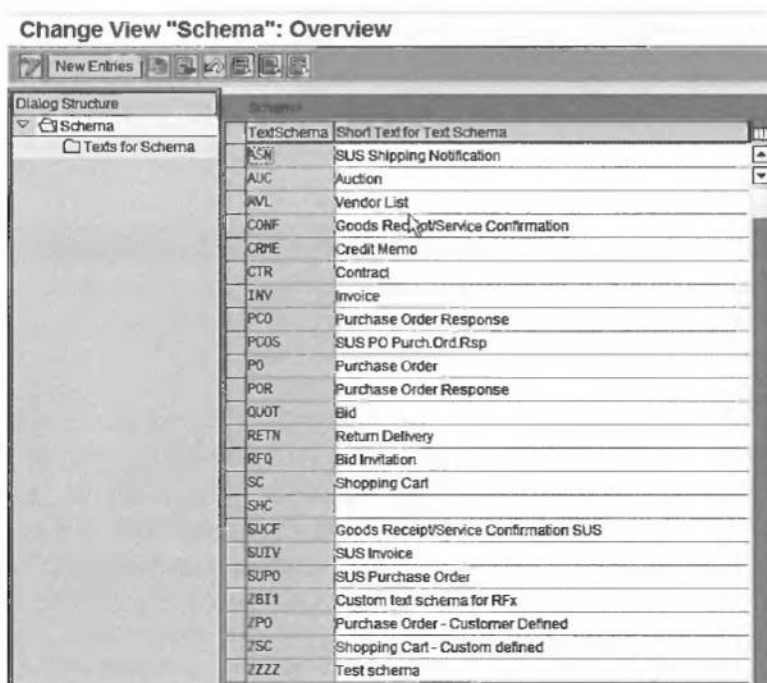 Change View "Schema": Overview
New Entries
Dialog Structure
Schema
Texts for Schema
Schema
TextSchema Short Text for Text Schema
ASN SUS Shipping Notification
AUC Auction
AVL Vendor List
CONF Goods Receipt/Service Confirmation
CRME Credit Memo
CTR Contract
INV Invoice
PCO Purchase Order Response
PCOS SUS PO Purch.Ord.Rsp
PO Purchase Order
POR Purchase Order Response
QUOT Bid
RETN Return Delivery
RFQ Bid Invitation
SC Shopping Cart
SHC
SUCF Goods Receipt/Service Confirmation SUS
SUIV SUS Invoice
SUPO SUS Purchase Order
ZBI1 Custom text schema for RFx
ZPO Purchase Order - Customer Defined
ZSC Shopping Cart - Custom defined
ZZZZ Test schema